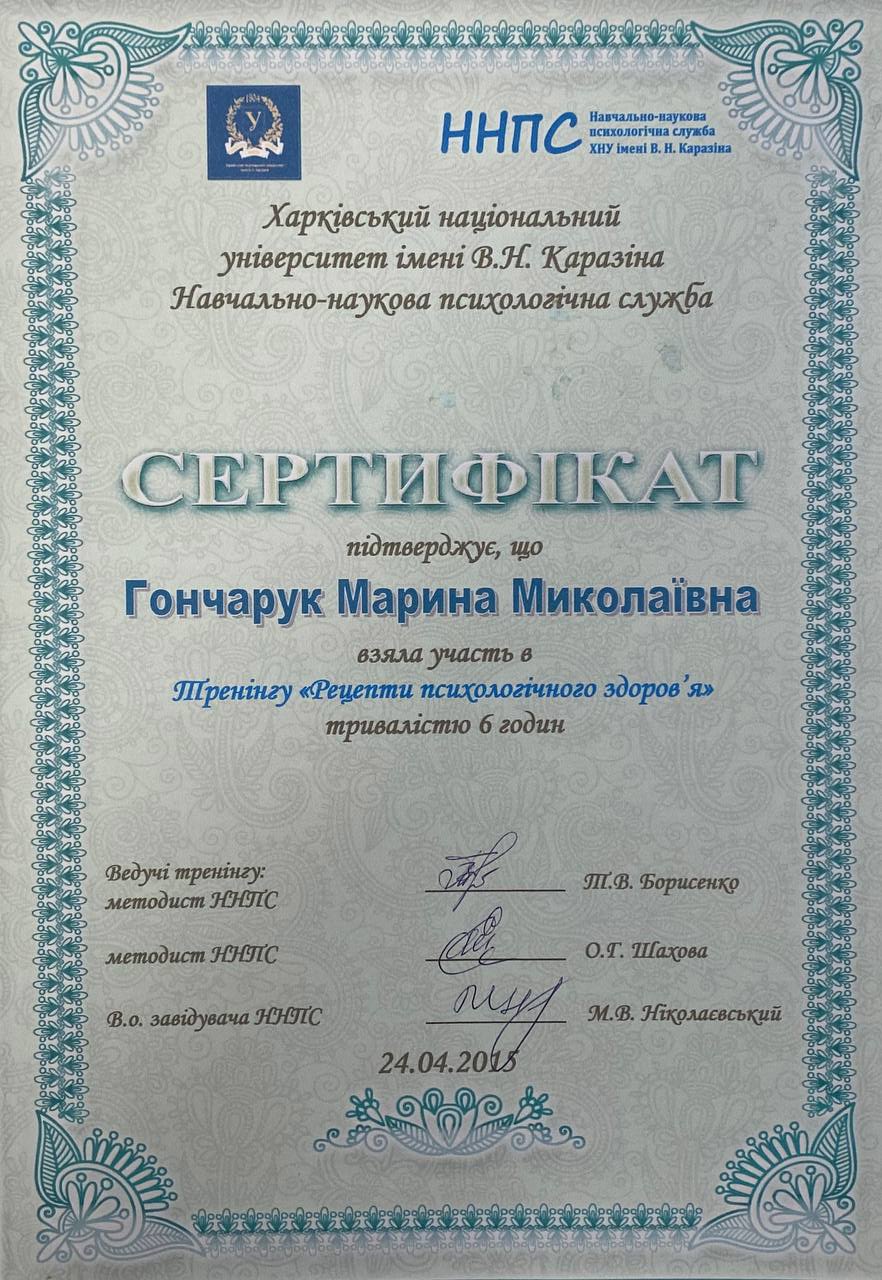 1804
У
ННПС
Навчально-наукова
психологічна служба
ХНУ імені В. Н. Каразіна
Харківський національний
університет імені В.Н. Каразіна
Навчально-наукова психологічна служба
СЕРТИФІКАТ
підтверджує, що
Гончарук Марина Миколаївна
взяла участь в
Тренінгу «Рецепти психологічного здоров’я»
тривалістю 6 годин
Ведучі тренінгу:
методист ННПС
Т.В. Борисенко
методист ННПС
О.Г. Шахова
В.о. завідувача ННПС
М.В. Ніколаєвський
24.04.2015